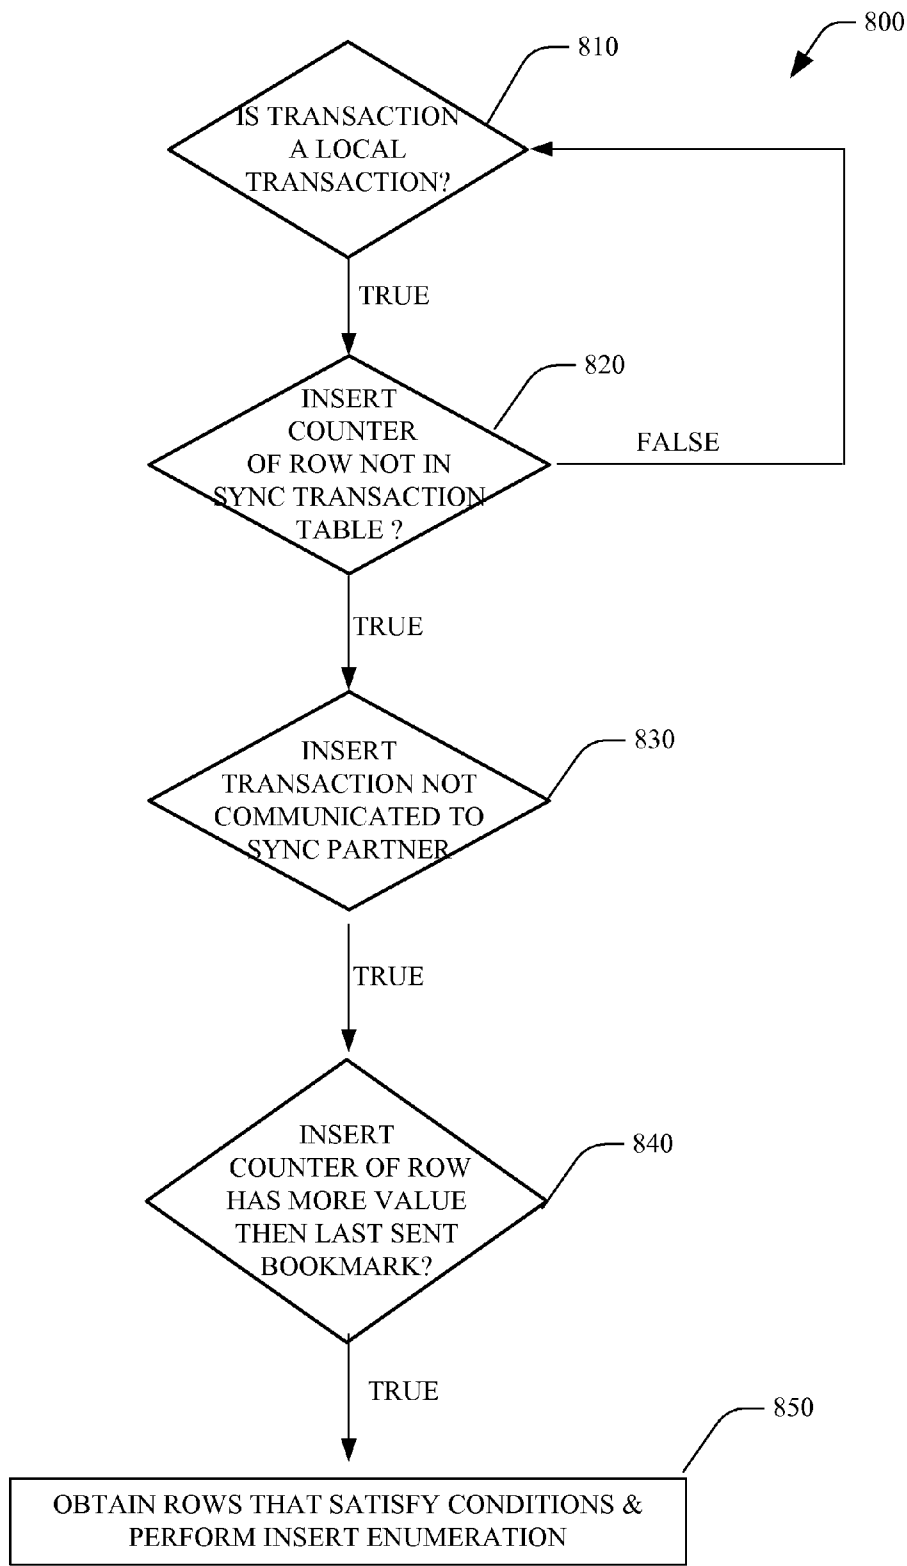 800
810
IS TRANSACTION
A LOCAL
TRANSACTION?
TRUE
820
INSERT
COUNTER
OF ROW NOT IN
SYNC TRANSACTION
TABLE ?
FALSE
TRUE
830
INSERT
TRANSACTION NOT
COMMUNICATED TO
SYNC PARTNER
TRUE
840
INSERT
COUNTER OF ROW
HAS MORE VALUE
THEN LAST SENT
BOOKMARK?
TRUE
850
OBTAIN ROWS THAT SATISFY CONDITIONS &
PERFORM INSERT ENUMERATION